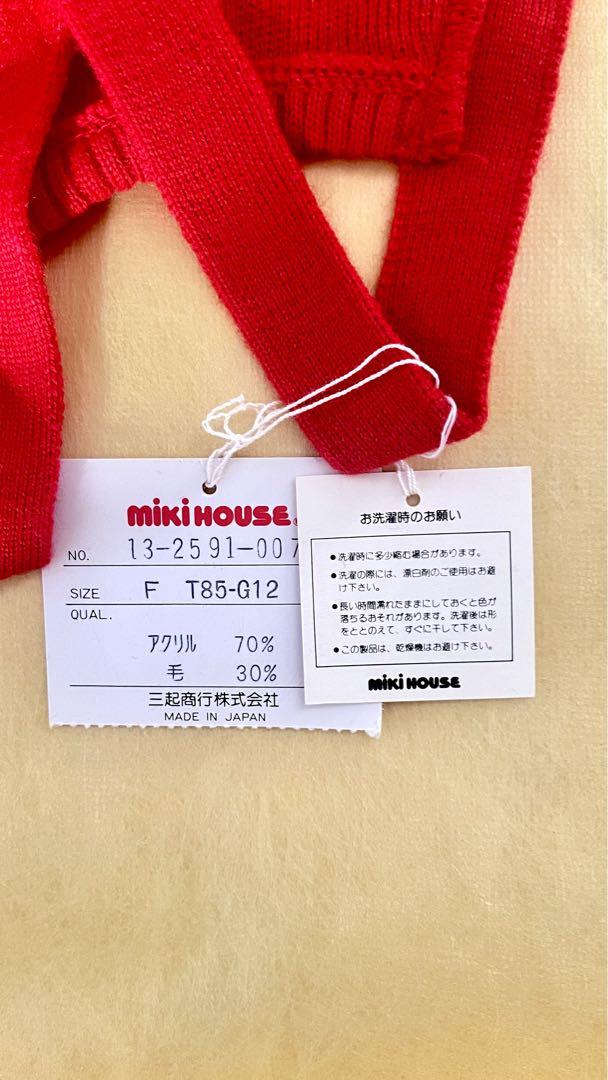 miki HOUSE
NO. 13-2591-007
SIZE F T85-G12
QUAL.
アクリル 70%
毛 30%
三起商行株式会社
MADE IN JAPAN
お洗濯時のお願い
●洗濯時に多少縮む場合があります。
●洗濯の際には、漂白剤のご使用はお避
け下さい。
●長い時間濡れたままにしておくと色が
落ちるおそれがあります。洗濯後は形
をととのえて、すぐに干して下さい。
●この製品は、乾燥機はお避け下さい。
miki HOUSE